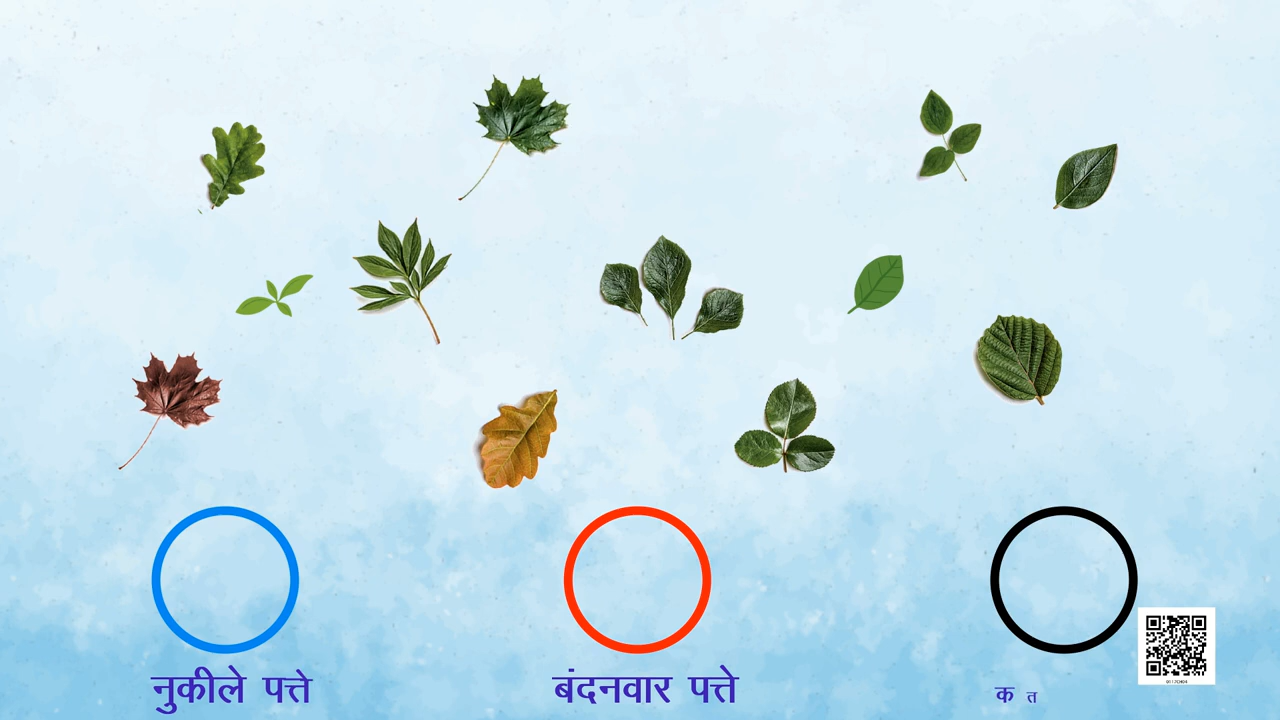 नुकीले पत्ते
बंदनवार पत्ते
क त